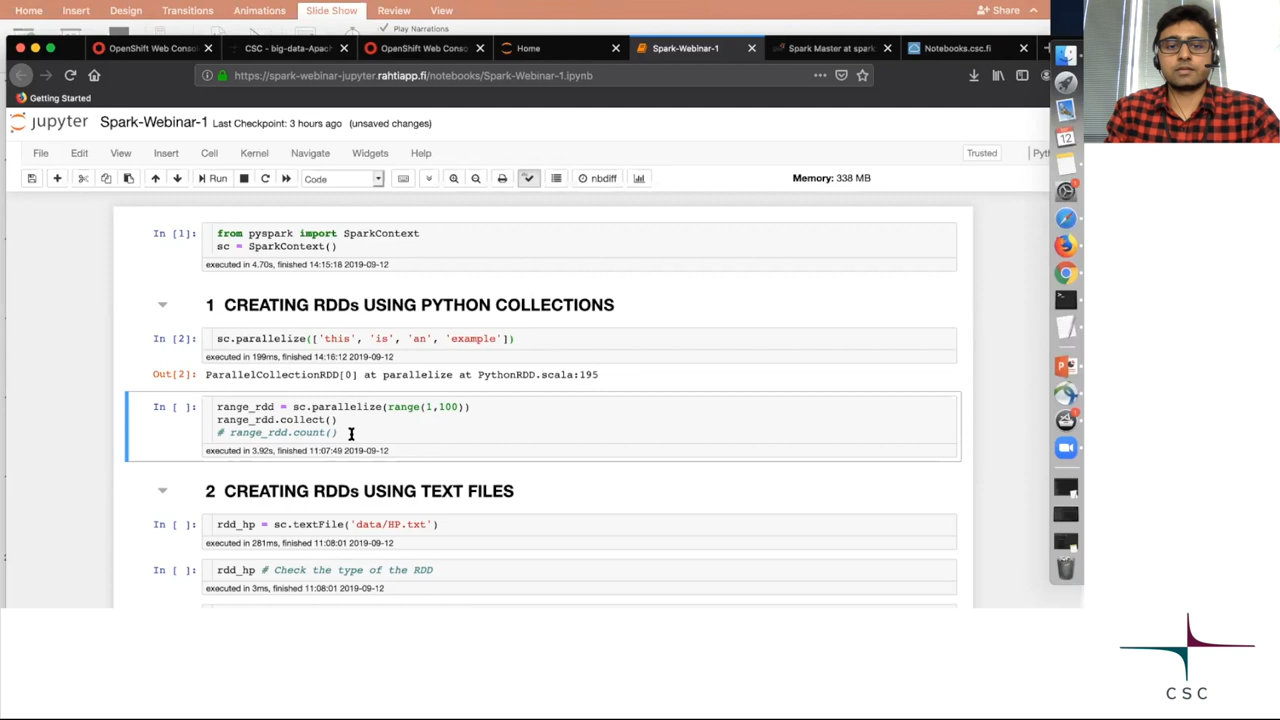 Home Insert Design Transitions Animations Slide Show Review View Share
Play Narrations
OpenShift Web Conso CSC - big-data-Apac OpenShift Web Conso Home Spark-Webinar-1 Spark Master at spark Notebooks.csc.fi
https://spark-webinar-jupyter.rahtiapp.fi/notebooks/Spark-Webinar-1.ipynb
Getting Started
jupyter Spark-Webinar-1 Last Checkpoint: 3 hours ago (unsaved changes)
File Edit View Insert Cell Kernel Navigate Widgets Help Trusted Pyth
Run Code nbdiff Memory: 338 MB
In [1]: from pyspark import SparkContext
sc = SparkContext()
executed in 4.70s, finished 14:15:18 2019-09-12
1 CREATING RDDs USING PYTHON COLLECTIONS
In [2]: sc.parallelize(['this', 'is', 'an', 'example'])
executed in 199ms, finished 14:16:12 2019-09-12
Out[2]: ParallelCollectionRDD[0] at parallelize at PythonRDD.scala:195
In [ ]: range_rdd = sc.parallelize(range(1,100))
range_rdd.collect()
# range_rdd.count()
executed in 3.92s, finished 11:07:49 2019-09-12
2 CREATING RDDs USING TEXT FILES
In [ ]: rdd_hp = sc.textFile('data/HP.txt')
executed in 281ms, finished 11:08:01 2019-09-12
In [ ]: rdd_hp # Check the type of the RDD
executed in 3ms, finished 11:08:01 2019-09-12
12
CSC